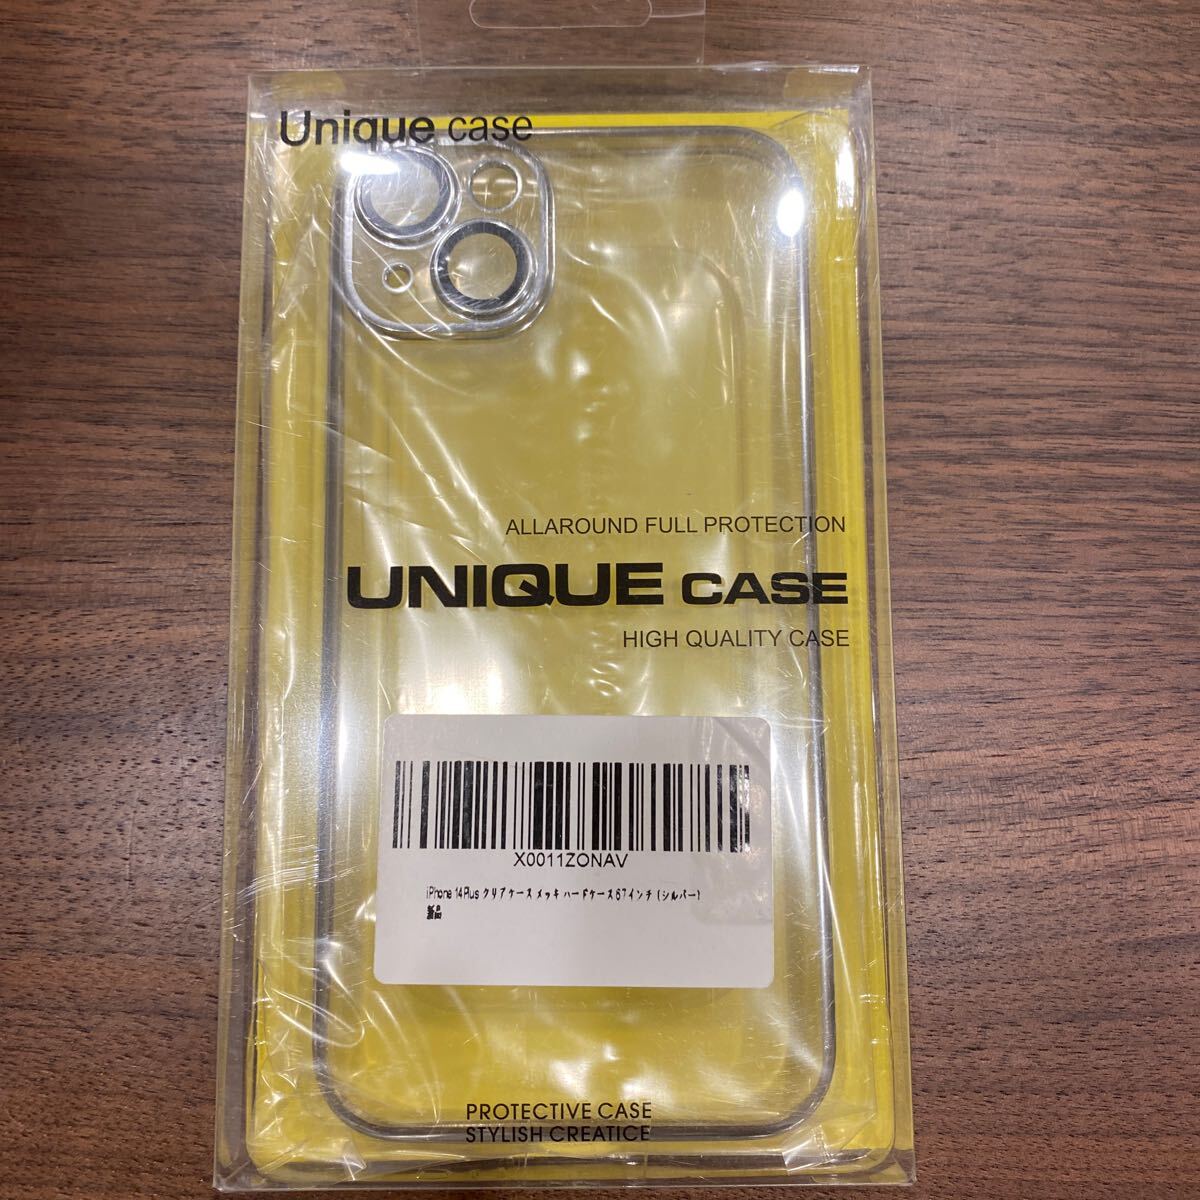 Unique case
ALLAROUND FULL PROTECTION
UNIQUE CASE
HIGH QUALITY CASE
X0011ZONAV
iPhone 14 Plus クリアケース メッキ ハードケース 6.7インチ (シルバー)
新品
PROTECTIVE CASE
STYLISH CREATICE